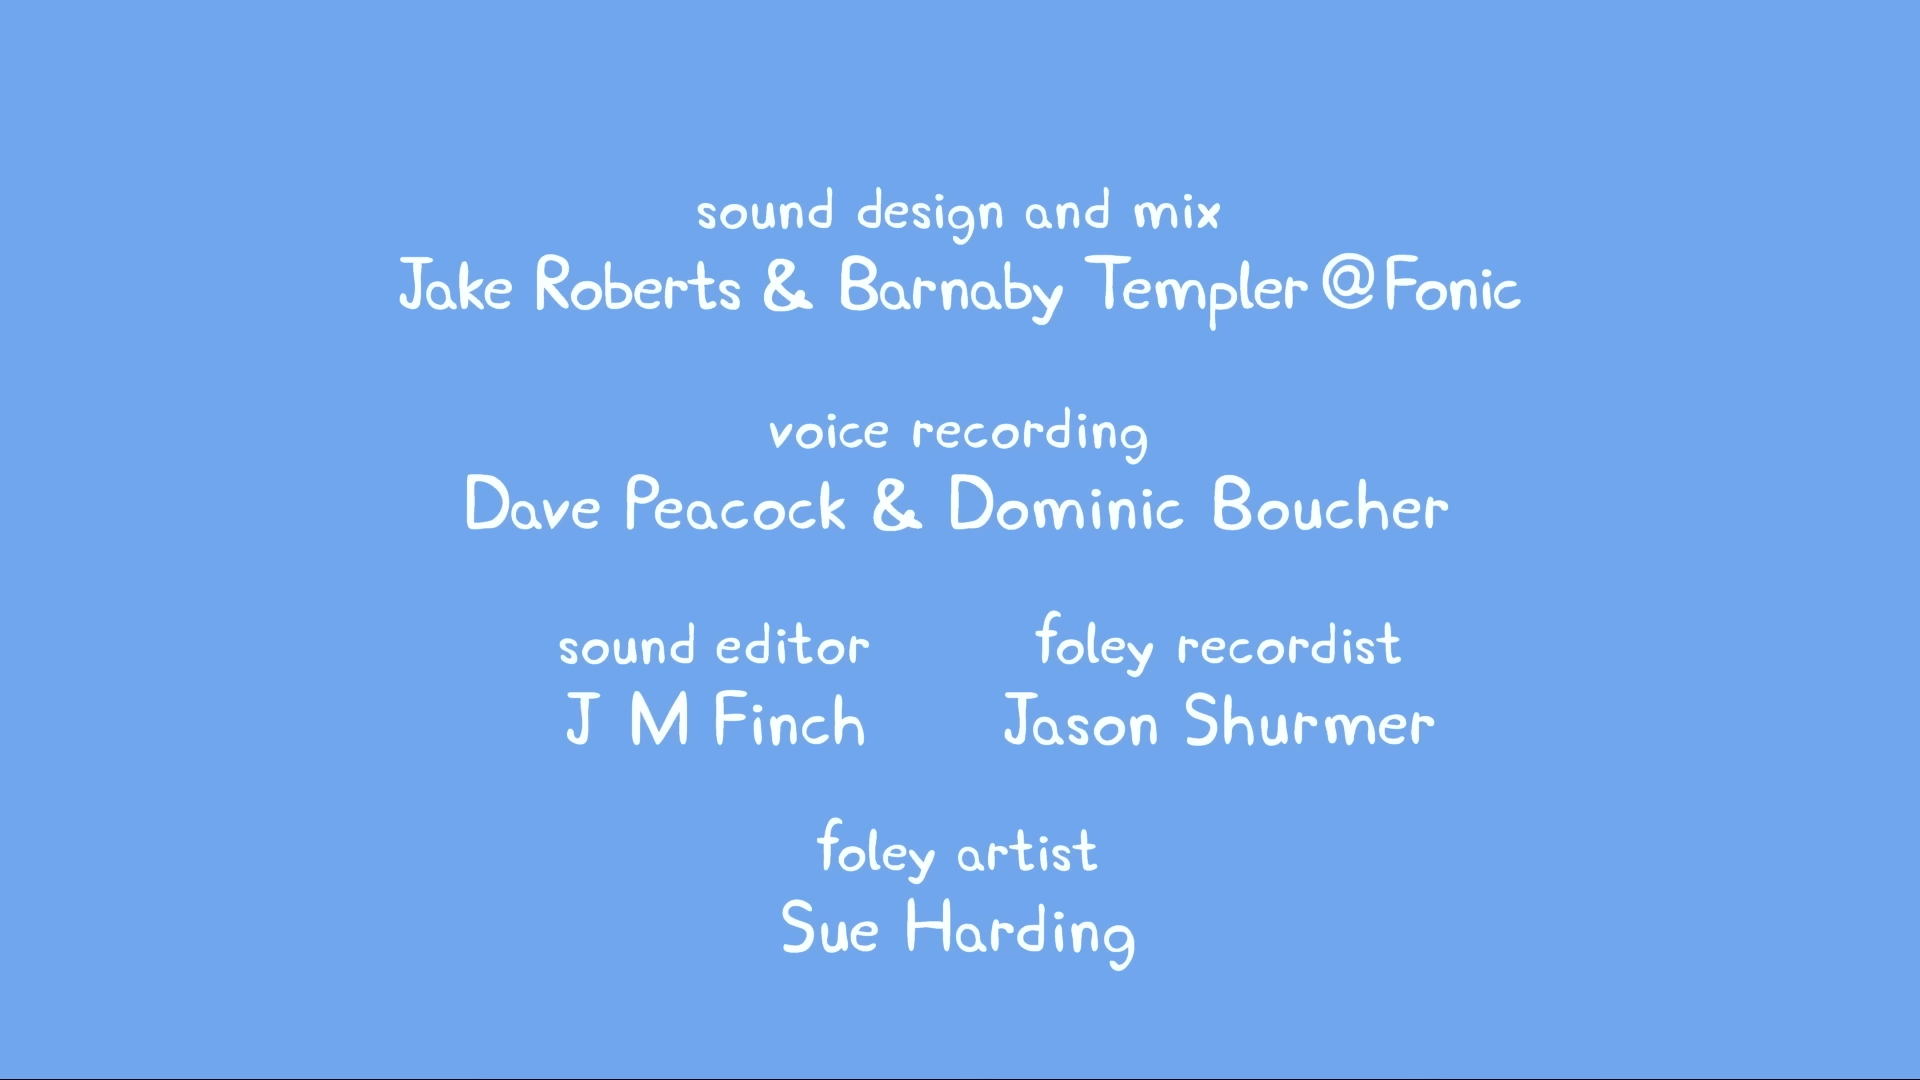 sound design and mix
Jake Roberts & Barnaby Templer @Fonic
voice recording
Dave Peacock & Dominic Boucher
sound editor
J M Finch
foley recordist
Jason Shurmer
foley artist
Sue Harding